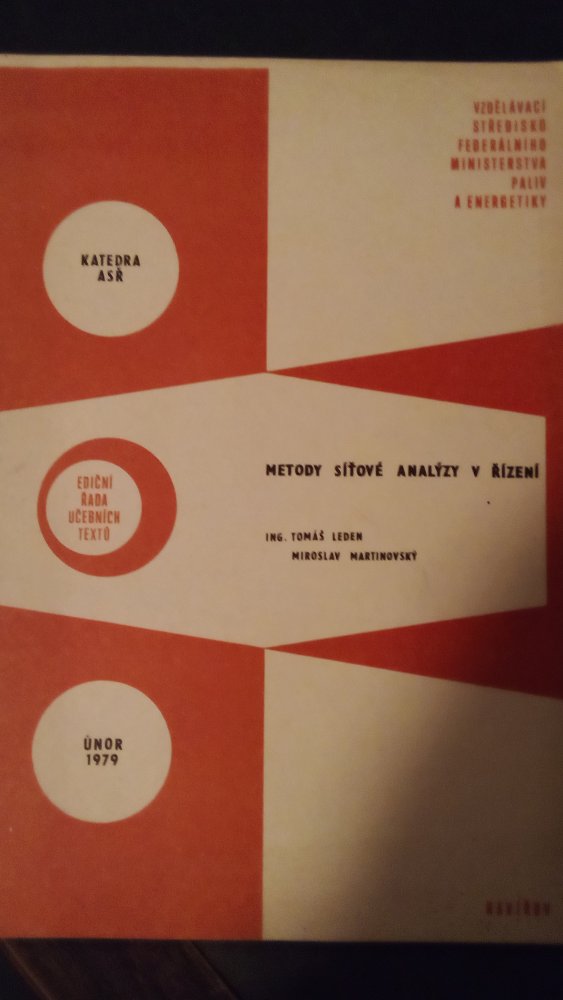 VZDĚLÁVACÍ
STŘEDISKO
FEDERÁLNÍHO
MINISTERSTVA
PALIV
A ENERGETIKY
KATEDRA
ASŘ
METODY SÍŤOVÉ ANALÝZY V ŘÍZENÍ
EDIČNÍ
ŘADA
UČEBNÍCH
TEXTŮ
ING. TOMÁŠ LEDEN
MIROSLAV MARTINOVSKÝ
ÚNOR
1979
HAVÍŘOV